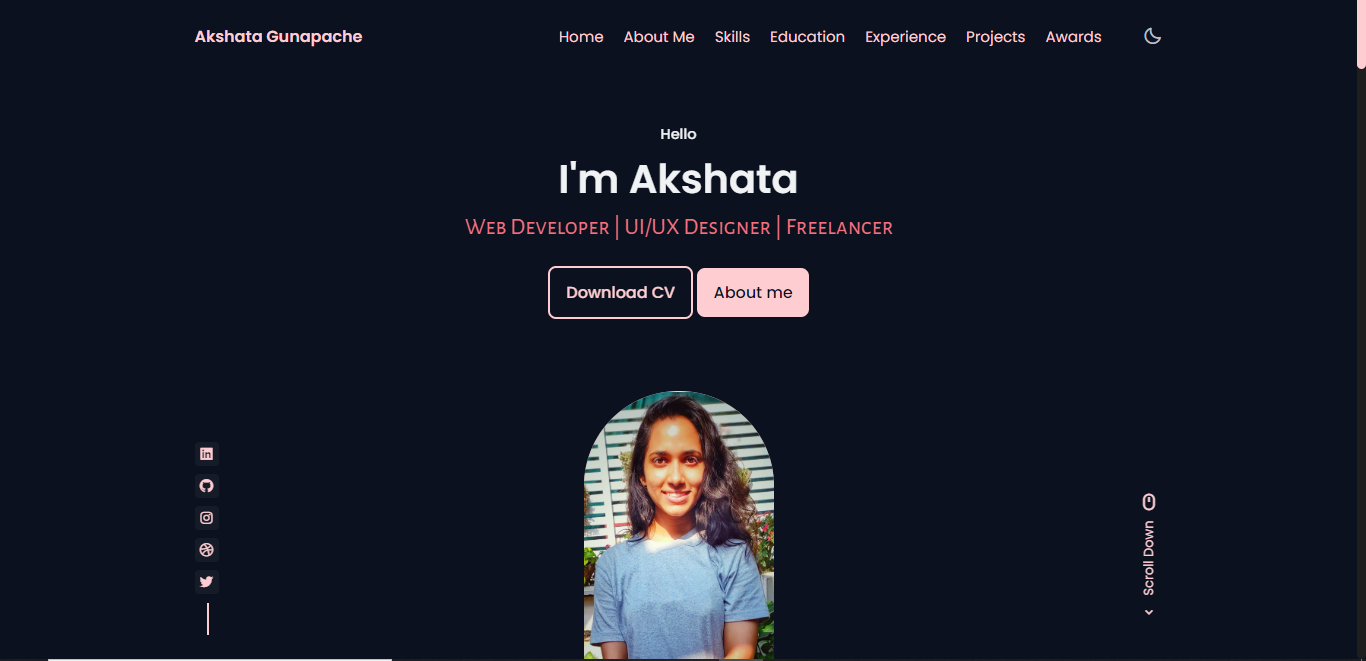 Akshata Gunapache
Home About Me Skills Education Experience Projects Awards
Hello
I'm Akshata
Web Developer | UI/UX Designer | Freelancer
Download CV About me
in
Scroll Down